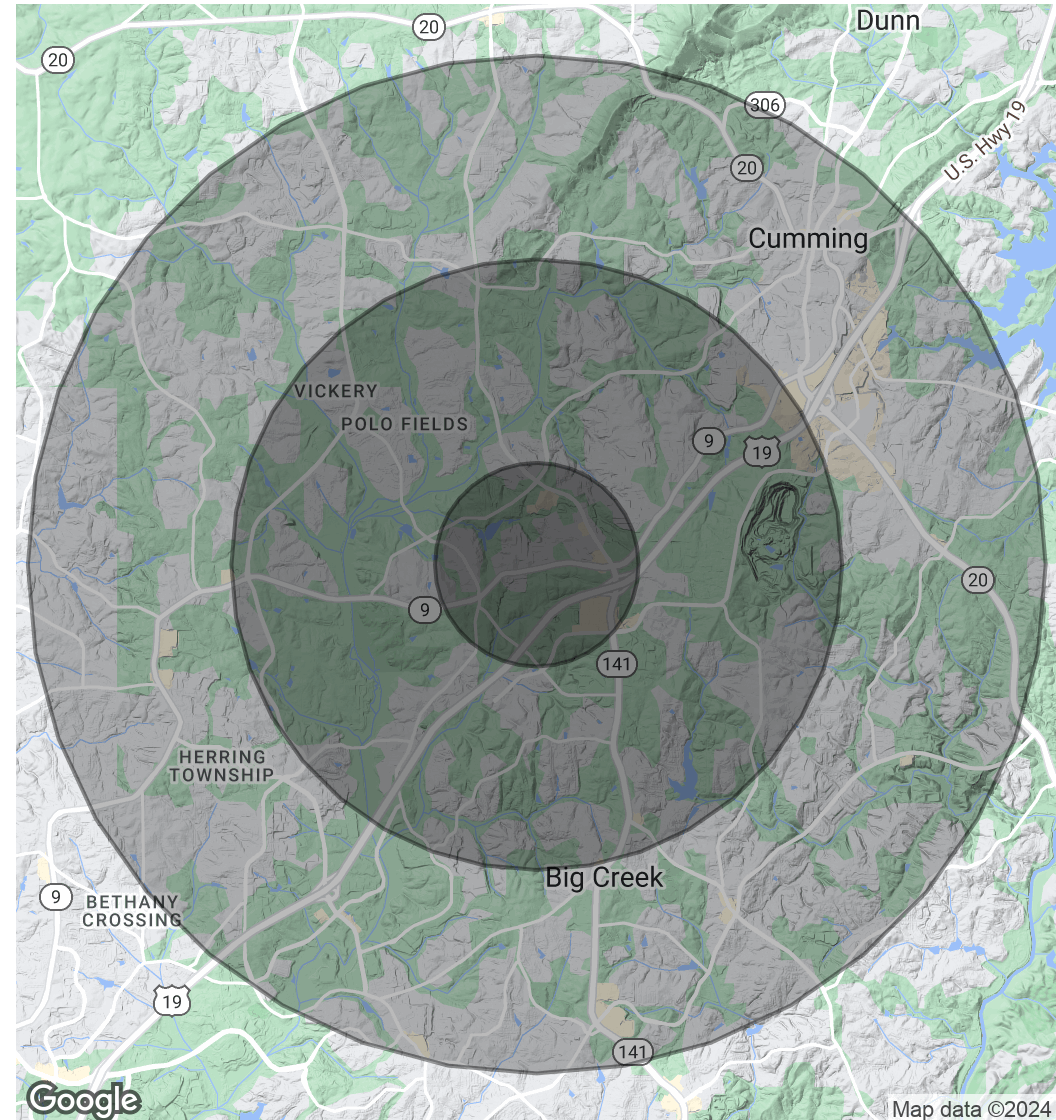 Dunn
20
20
306
U.S. Hwy 19
20
Cumming
VICKERY
POLO FIELDS
9
19
20
9
141
HERRING
TOWNSHIP
Big Creek
9
BETHANY
CROSSING
19
141
Google
Map data ©2024